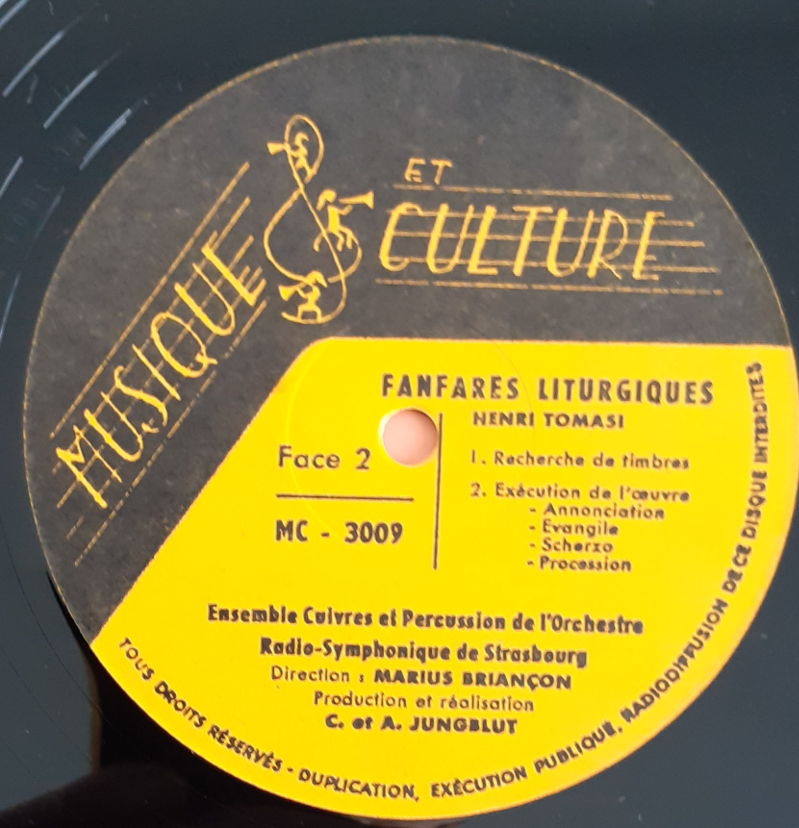 MUSIQUE
ET
CULTURE
FANFARES LITURGIQUES
HENRI TOMASI
Face 2
MC - 3009
1. Recherche de timbres
2. Exécution de l'œuvre
- Annonciation
- Evangile
- Scherzo
- Procession
Ensemble Cuivres et Percussion de l'Orchestre
Radio-Symphonique de Strasbourg
Direction : MARIUS BRIANÇON
Production et réalisation
C. et A. JUNGBLUT
TOUS DROITS RÉSERVÉS - DUPLICATION, EXÉCUTION PUBLIQUE, RADIODIFFUSION DE CE DISQUE INTERDITES